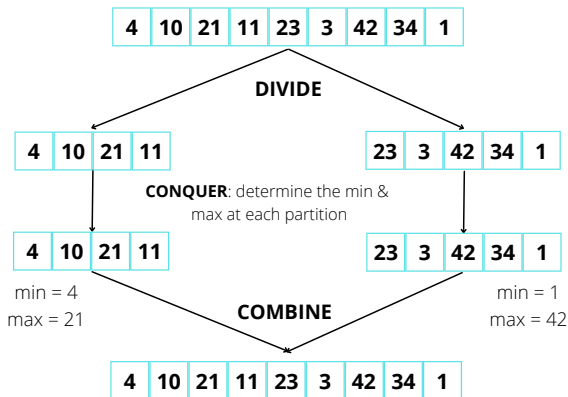 4 10 21 11 23 3 42 34 1
DIVIDE
4 10 21 11
23 3 42 34 1
CONQUER: determine the min &
max at each partition
4 10 21 11
23 3 42 34 1
min = 4
max = 21
min = 1
max = 42
COMBINE
4 10 21 11 23 3 42 34 1